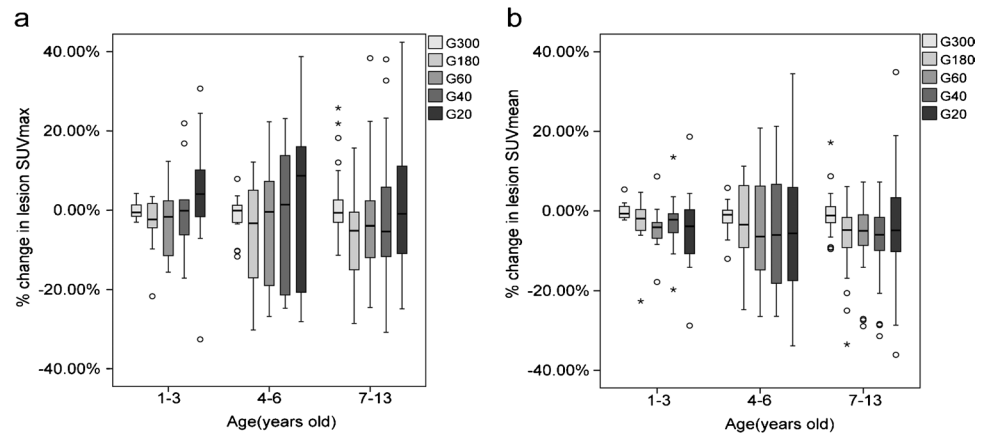 a
% change in lesion SUVmax
40.00%
20.00%
0.00%
-20.00%
-40.00%
1-3
4-6
7-13
Age(years old)
G300
G180
G60
G40
G20
b
% change in lesion SUVmean
40.00%
20.00%
0.00%
-20.00%
-40.00%
1-3
4-6
7-13
Age(years old)
G300
G180
G60
G40
G20